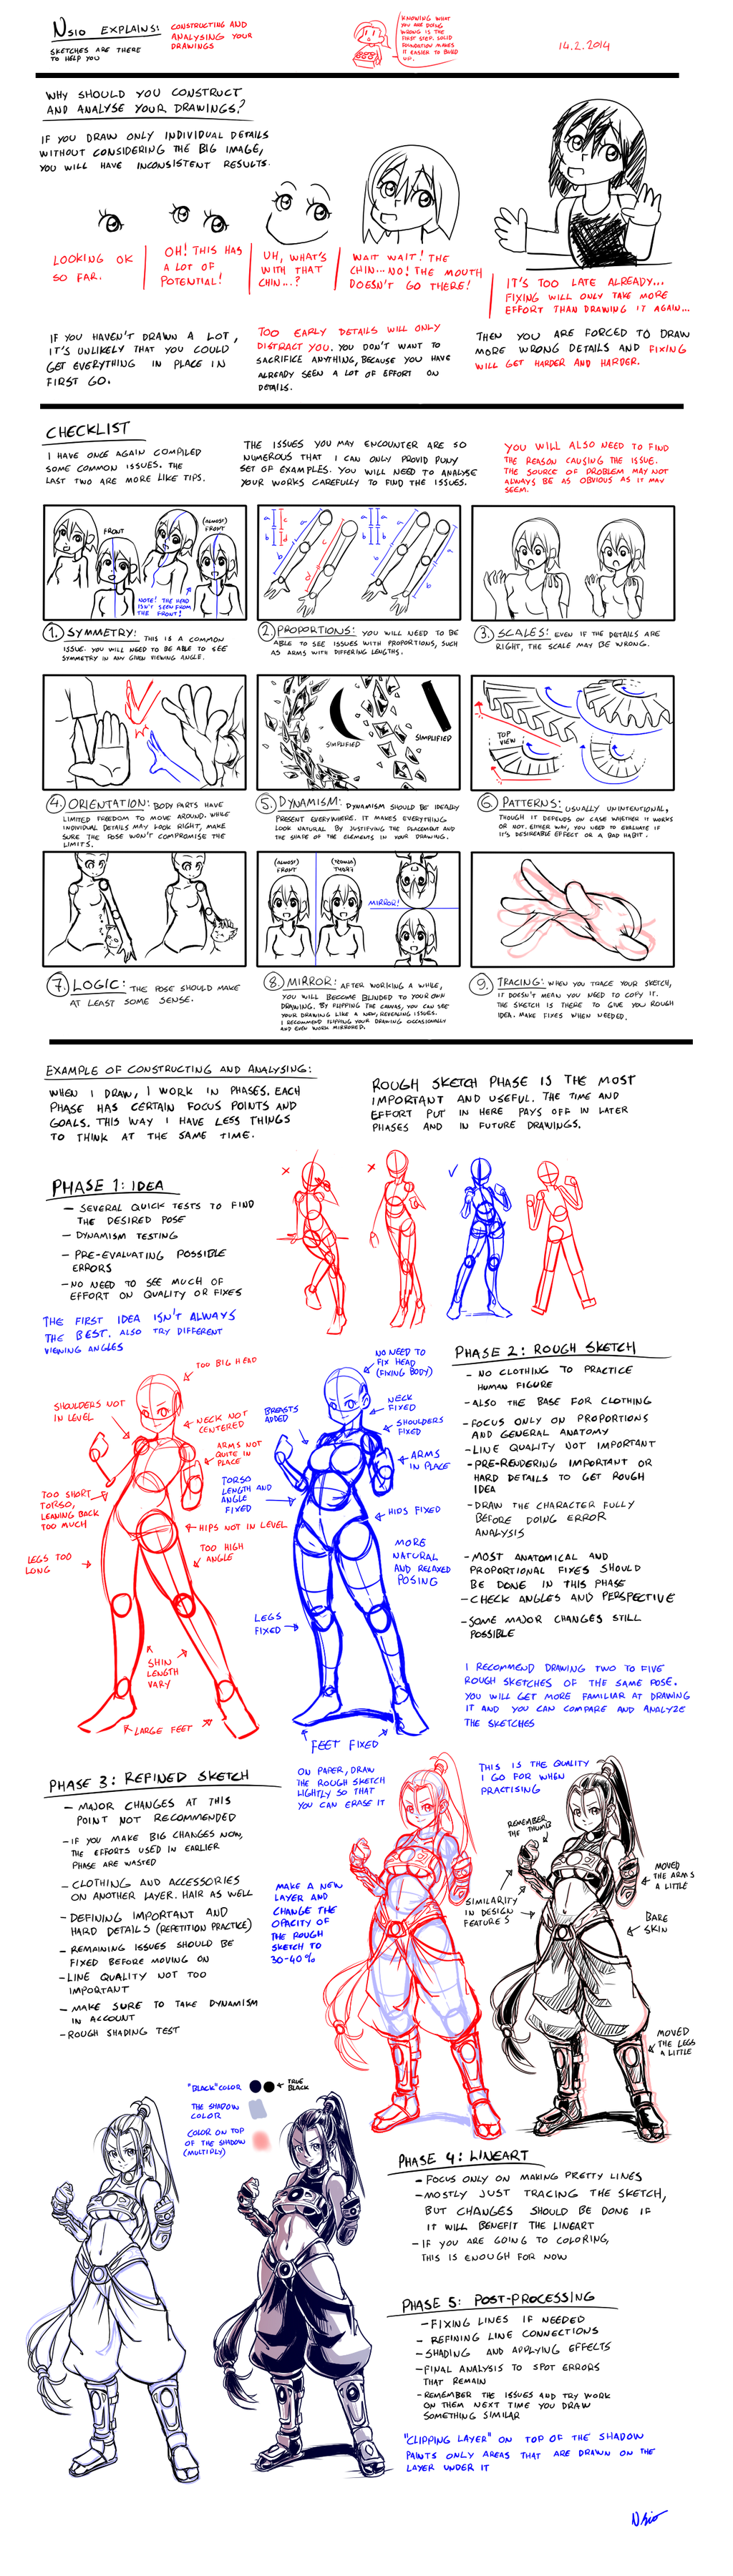 NSIO EXPLAINS:
SKETCHES ARE THERE
TO HELP YOU
CONSTRUCTING AND
ANALYSING YOUR
DRAWINGS
KNOWING WHAT
YOU ARE DOING
WRONG IS THE
FIRST STEP. SOLID
FOUNDATION MAKES
IT EASIER TO BUILD
UP.
14.2.2014
WHY SHOULD YOU CONSTRUCT
AND ANALYSE YOUR DRAWINGS?
IF YOU DRAW ONLY INDIVIDUAL DETAILS
WITHOUT CONSIDERING THE BIG IMAGE,
YOU WILL HAVE INCONSISTENT RESULTS.
LOOKING OK
SO FAR.
OH! THIS HAS
A LOT OF
POTENTIAL!
UH, WHAT'S
WITH THAT
CHIN...?
WAIT WAIT! THE
CHIN... NO! THE MOUTH
DOESN'T GO THERE!
IT'S TOO LATE ALREADY...
FIXING WILL ONLY TAKE MORE
EFFORT THAN DRAWING IT AGAIN...
IF YOU HAVEN'T DRAWN A LOT,
IT'S UNLIKELY THAT YOU COULD
GET EVERYTHING IN PLACE IN
FIRST GO.
TOO EARLY DETAILS WILL ONLY
DISTRACT YOU. YOU DON'T WANT TO
SACRIFICE ANYTHING, BECAUSE YOU HAVE
ALREADY SEEN A LOT OF EFFORT ON
DETAILS.
THEN YOU ARE FORCED TO DRAW
MORE WRONG DETAILS AND FIXING
WILL GET HARDER AND HARDER.
CHECKLIST
I HAVE ONCE AGAIN COMPILED
SOME COMMON ISSUES. THE
LAST TWO ARE MORE LIKE TIPS.
THE ISSUES YOU MAY ENCOUNTER ARE SO
NUMEROUS THAT I CAN ONLY PROVID PUNY
SET OF EXAMPLES. YOU WILL NEED TO ANALYSE
YOUR WORKS CAREFULLY TO FIND THE ISSUES.
YOU WILL ALSO NEED TO FIND
THE REASON CAUSING THE ISSUE.
THE SOURCE OF PROBLEM MAY NOT
ALWAYS BE AS OBVIOUS AS IT MAY
SEEM.
FRONT
(ALMOST)
FRONT
NOTE! THE HEAD
ISN'T SEEN FROM
THE FRONT!
1. SYMMETRY: THIS IS A COMMON
ISSUE. YOU WILL NEED TO BE ABLE TO SEE
SYMMETRY IN ANY GIVEN VIEWING ANGLE.
2. PROPORTIONS: YOU WILL NEED TO BE
ABLE TO SEE ISSUES WITH PROPORTIONS, SUCH
AS ARMS WITH DIFFERING LENGTHS.
3. SCALES: EVEN IF THE DETAILS ARE
RIGHT, THE SCALE MAY BE WRONG.
SIMPLIFIED
SIMPLIFIED
TOP
VIEW
4. ORIENTATION: BODY PARTS HAVE
LIMITED FREEDOM TO MOVE AROUND. WHILE
INDIVIDUAL DETAILS MAY LOOK RIGHT, MAKE
SURE THE POSE WON'T COMPROMISE THE
LIMITS.
5. DYNAMISM: DYNAMISM SHOULD BE IDEALLY
PRESENT EVERYWHERE. IT MAKES EVERYTHING
LOOK NATURAL BY JUSTIFYING THE PLACEMENT AND
THE SHAPE OF THE ELEMENTS IN YOUR DRAWING.
6. PATTERNS: USUALLY UNINTENTIONAL,
THOUGH IT DEPENDS ON CASE WHETHER IT WORKS
OR NOT. EITHER WAY, YOU NEED TO EVALUATE IF
IT'S DESIREABLE EFFECT OR A BAD HABIT.
(ALMOST)
FRONT
MIRROR!
7. LOGIC: THE POSE SHOULD MAKE
AT LEAST SOME SENSE.
8. MIRROR: AFTER WORKING A WHILE,
YOU WILL BECOME BLINDED TO YOUR OWN
DRAWING. BY FLIPPING THE CANVAS, YOU CAN SEE
YOUR DRAWING LIKE A NEW, REVEALING ISSUES.
I RECOMMEND FLIPPING YOUR DRAWING OCCASIONALLY
AND EVEN WORK MIRRORED.
9. TRACING: WHEN YOU TRACE YOUR SKETCH,
IT DOESN'T MEAN YOU NEED TO COPY IT.
THE SKETCH IS THERE TO GIVE YOU ROUGH
IDEA. MAKE FIXES WHEN NEEDED.
EXAMPLE OF CONSTRUCTING AND ANALYSING:
WHEN I DRAW, I WORK IN PHASES. EACH
PHASE HAS CERTAIN FOCUS POINTS AND
GOALS. THIS WAY I HAVE LESS THINGS
TO THINK AT THE SAME TIME.
ROUGH SKETCH PHASE IS THE MOST
IMPORTANT AND USEFUL. THE TIME AND
EFFORT PUT IN HERE PAYS OFF IN LATER
PHASES AND IN FUTURE DRAWINGS.
PHASE 1: IDEA
- SEVERAL QUICK TESTS TO FIND
THE DESIRED POSE
- DYNAMISM TESTING
- PRE-EVALUATING POSSIBLE
ERRORS
- NO NEED TO SEE MUCH OF
EFFORT ON QUALITY OR FIXES
THE FIRST IDEA ISN'T ALWAYS
THE BEST. ALSO TRY DIFFERENT
VIEWING ANGLES
TOO BIG HEAD
SHOULDERS NOT
IN LEVEL
NECK NOT
CENTERED
ARMS NOT
QUITE IN
PLACE
TOO SHORT
TORSO,
LEANING BACK
TOO MUCH
HIPS NOT IN LEVEL
TOO HIGH
ANGLE
LEGS TOO
LONG
SHIN
LENGTH
VARY
LARGE FEET
NO NEED TO
FIX HEAD
(FIXING BODY)
BREASTS
ADDED
NECK
FIXED
SHOULDERS
FIXED
ARMS
IN PLACE
TORSO
LENGTH AND
ANGLE
FIXED
HIPS FIXED
MORE
NATURAL
AND RELAXED
POSING
LEGS
FIXED
FEET FIXED
PHASE 2: ROUGH SKETCH
- NO CLOTHING TO PRACTICE
HUMAN FIGURE
- ALSO THE BASE FOR CLOTHING
- FOCUS ONLY ON PROPORTIONS
AND GENERAL ANATOMY
- LINE QUALITY NOT IMPORTANT
- PRE-RENDERING IMPORTANT OR
HARD DETAILS TO GET ROUGH
IDEA
- DRAW THE CHARACTER FULLY
BEFORE DOING ERROR
ANALYSIS
- MOST ANATOMICAL AND
PROPORTIONAL FIXES SHOULD
BE DONE IN THIS PHASE
- CHECK ANGLES AND PERSPECTIVE
- SOME MAJOR CHANGES STILL
POSSIBLE
I RECOMMEND DRAWING TWO TO FIVE
ROUGH SKETCHES OF THE SAME POSE.
YOU WILL GET MORE FAMILIAR AT DRAWING
IT AND YOU CAN COMPARE AND ANALYZE
THE SKETCHES
PHASE 3: REFINED SKETCH
- MAJOR CHANGES AT THIS
POINT NOT RECOMMENDED
- IF YOU MAKE BIG CHANGES NOW,
THE EFFORTS USED IN EARLIER
PHASE ARE WASTED
- CLOTHING AND ACCESSORIES
ON ANOTHER LAYER. HAIR AS WELL
- DEFINING IMPORTANT AND
HARD DETAILS (REPETITION PRACTICE)
- REMAINING ISSUES SHOULD BE
FIXED BEFORE MOVING ON
- LINE QUALITY NOT TOO
IMPORTANT
- MAKE SURE TO TAKE DYNAMISM
IN ACCOUNT
- ROUGH SHADING TEST
ON PAPER, DRAW
THE ROUGH SKETCH
LIGHTLY SO THAT
YOU CAN ERASE IT
MAKE A NEW
LAYER AND
CHANGE THE
OPACITY OF
THE ROUGH
SKETCH TO
30-40%
THIS IS THE QUALITY
I GO FOR WHEN
PRACTISING
REMEMBER
THE THUMB
SIMILARITY
IN DESIGN
FEATURES
MOVED
THE ARMS
A LITTLE
BARE
SKIN
MOVED
THE LEGS
A LITTLE
"BLACK" COLOR
TRUE
BLACK
THE SHADOW
COLOR
COLOR ON TOP
OF THE SHADOW
(MULTIPLY)
PHASE 4: LINEART
- FOCUS ONLY ON MAKING PRETTY LINES
- MOSTLY JUST TRACING THE SKETCH,
BUT CHANGES SHOULD BE DONE IF
IT WILL BENEFIT THE LINEART
- IF YOU ARE GOING TO COLORING,
THIS IS ENOUGH FOR NOW
PHASE 5: POST-PROCESSING
- FIXING LINES IF NEEDED
- REFINING LINE CONNECTIONS
- SHADING AND APPLYING EFFECTS
- FINAL ANALYSIS TO SPOT ERRORS
THAT REMAIN
- REMEMBER THE ISSUES AND TRY WORK
ON THEM NEXT TIME YOU DRAW
SOMETHING SIMILAR
"CLIPPING LAYER" ON TOP OF THE SHADOW
PAINTS ONLY AREAS THAT ARE DRAWN ON THE
LAYER UNDER IT
Nsio